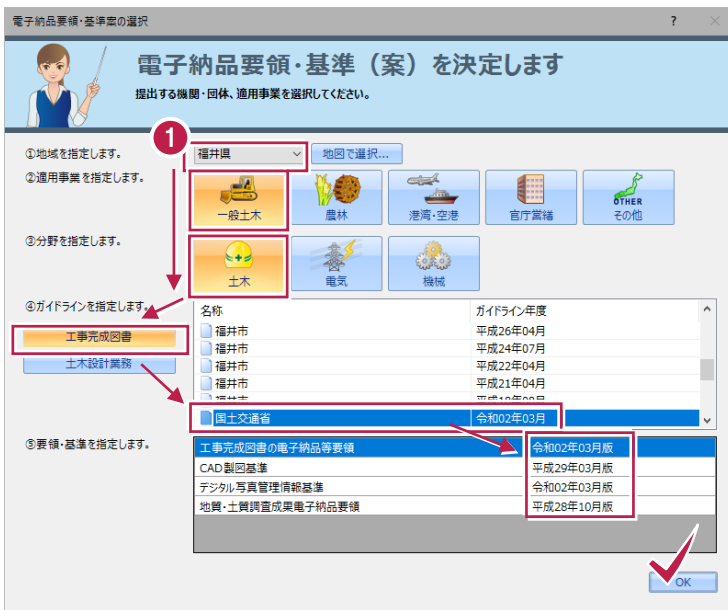 電子納品要領・基準案の選択
?
電子納品要領・基準（案）を決定します
提出する機関・団体、適用事業を選択してください。
1
①地域を指定します。
福井県
地図で選択...
②適用事業を指定します。
一般土木
農林
港湾・空港
官庁営繕
OTHER
その他
③分野を指定します。
土木
電気
機械
④ガイドラインを指定します。
工事完成図書
土木設計業務
名称 ガイドライン年度
福井市 平成26年04月
福井市 平成24年07月
福井市 平成22年04月
福井市 平成21年04月
国土交通省 令和02年03月
⑤要領・基準を指定します。
工事完成図書の電子納品等要領 令和02年03月版
CAD製図基準 平成29年03月版
デジタル写真管理情報基準 令和02年03月版
地質・土質調査成果電子納品要領 平成28年10月版
OK